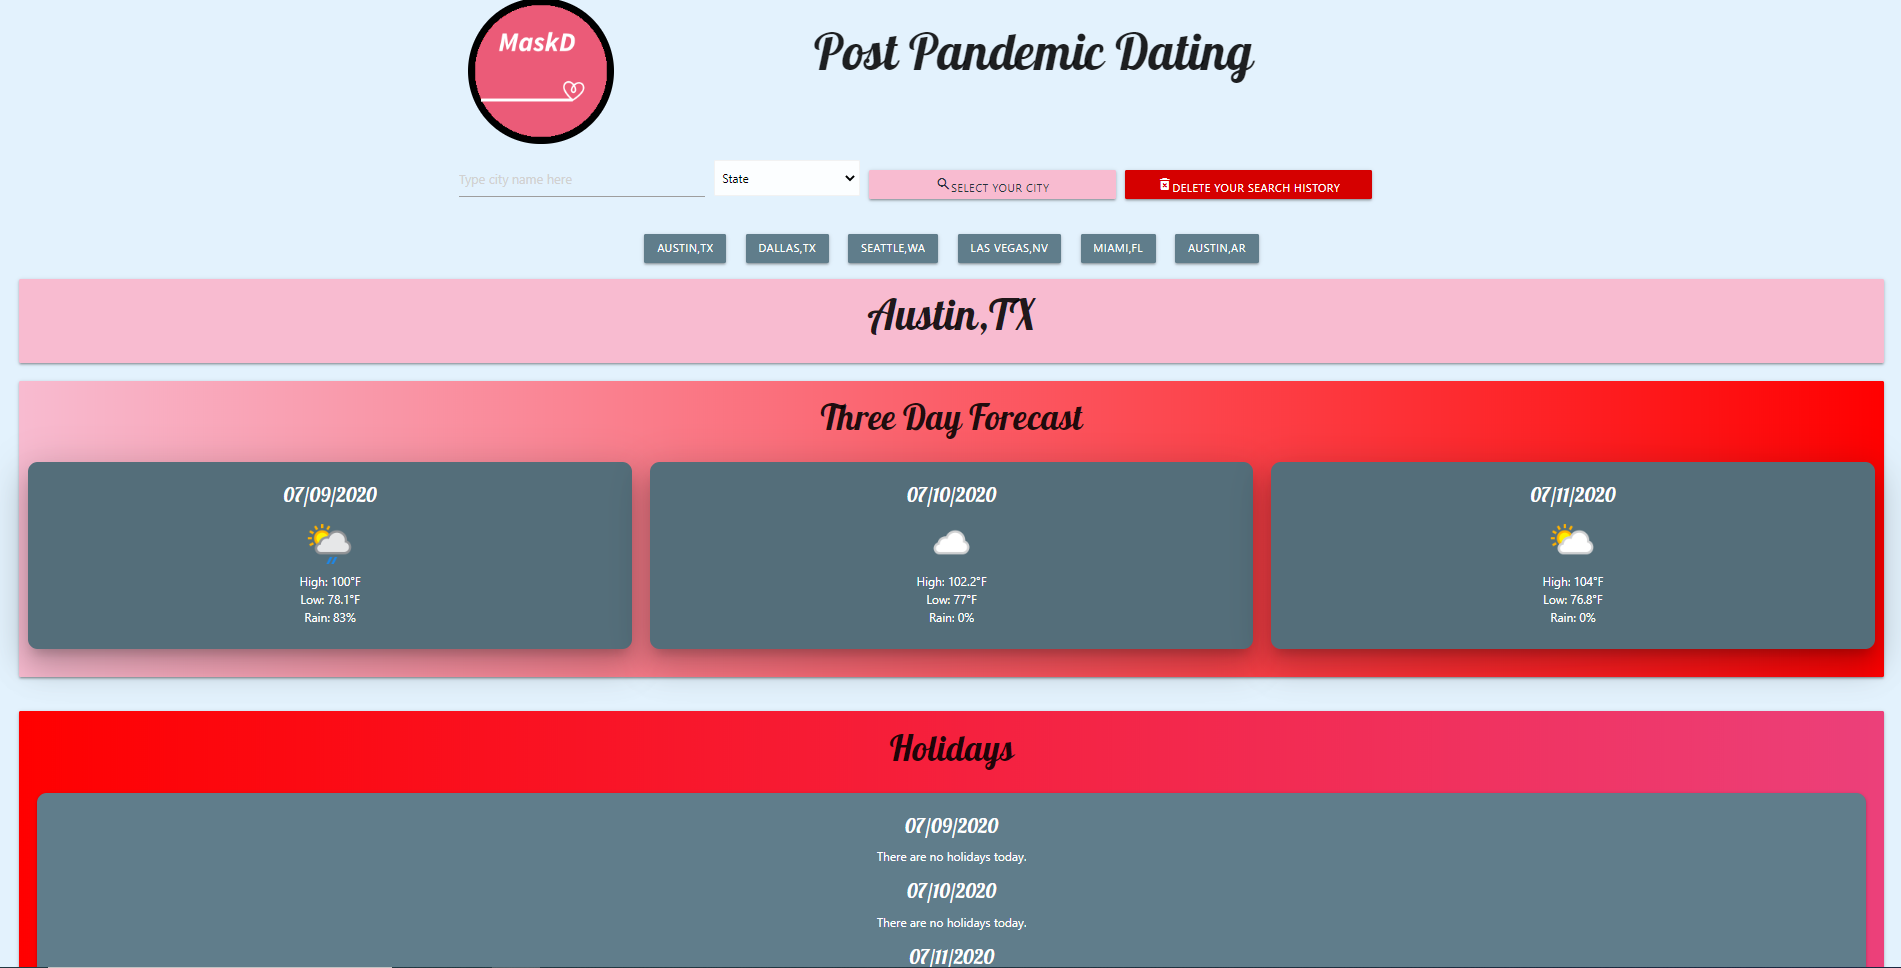 MaskD
Post Pandemic Dating
Type city name here
State
SELECT YOUR CITY
DELETE YOUR SEARCH HISTORY
AUSTIN,TX
DALLAS,TX
SEATTLE,WA
LAS VEGAS,NV
MIAMI,FL
AUSTIN,AR
Austin,TX
Three Day Forecast
07/09/2020
High: 100°F
Low: 78.1°F
Rain: 83%
07/10/2020
High: 102.2°F
Low: 77°F
Rain: 0%
07/11/2020
High: 104°F
Low: 76.8°F
Rain: 0%
Holidays
07/09/2020
There are no holidays today.
07/10/2020
There are no holidays today.
07/11/2020